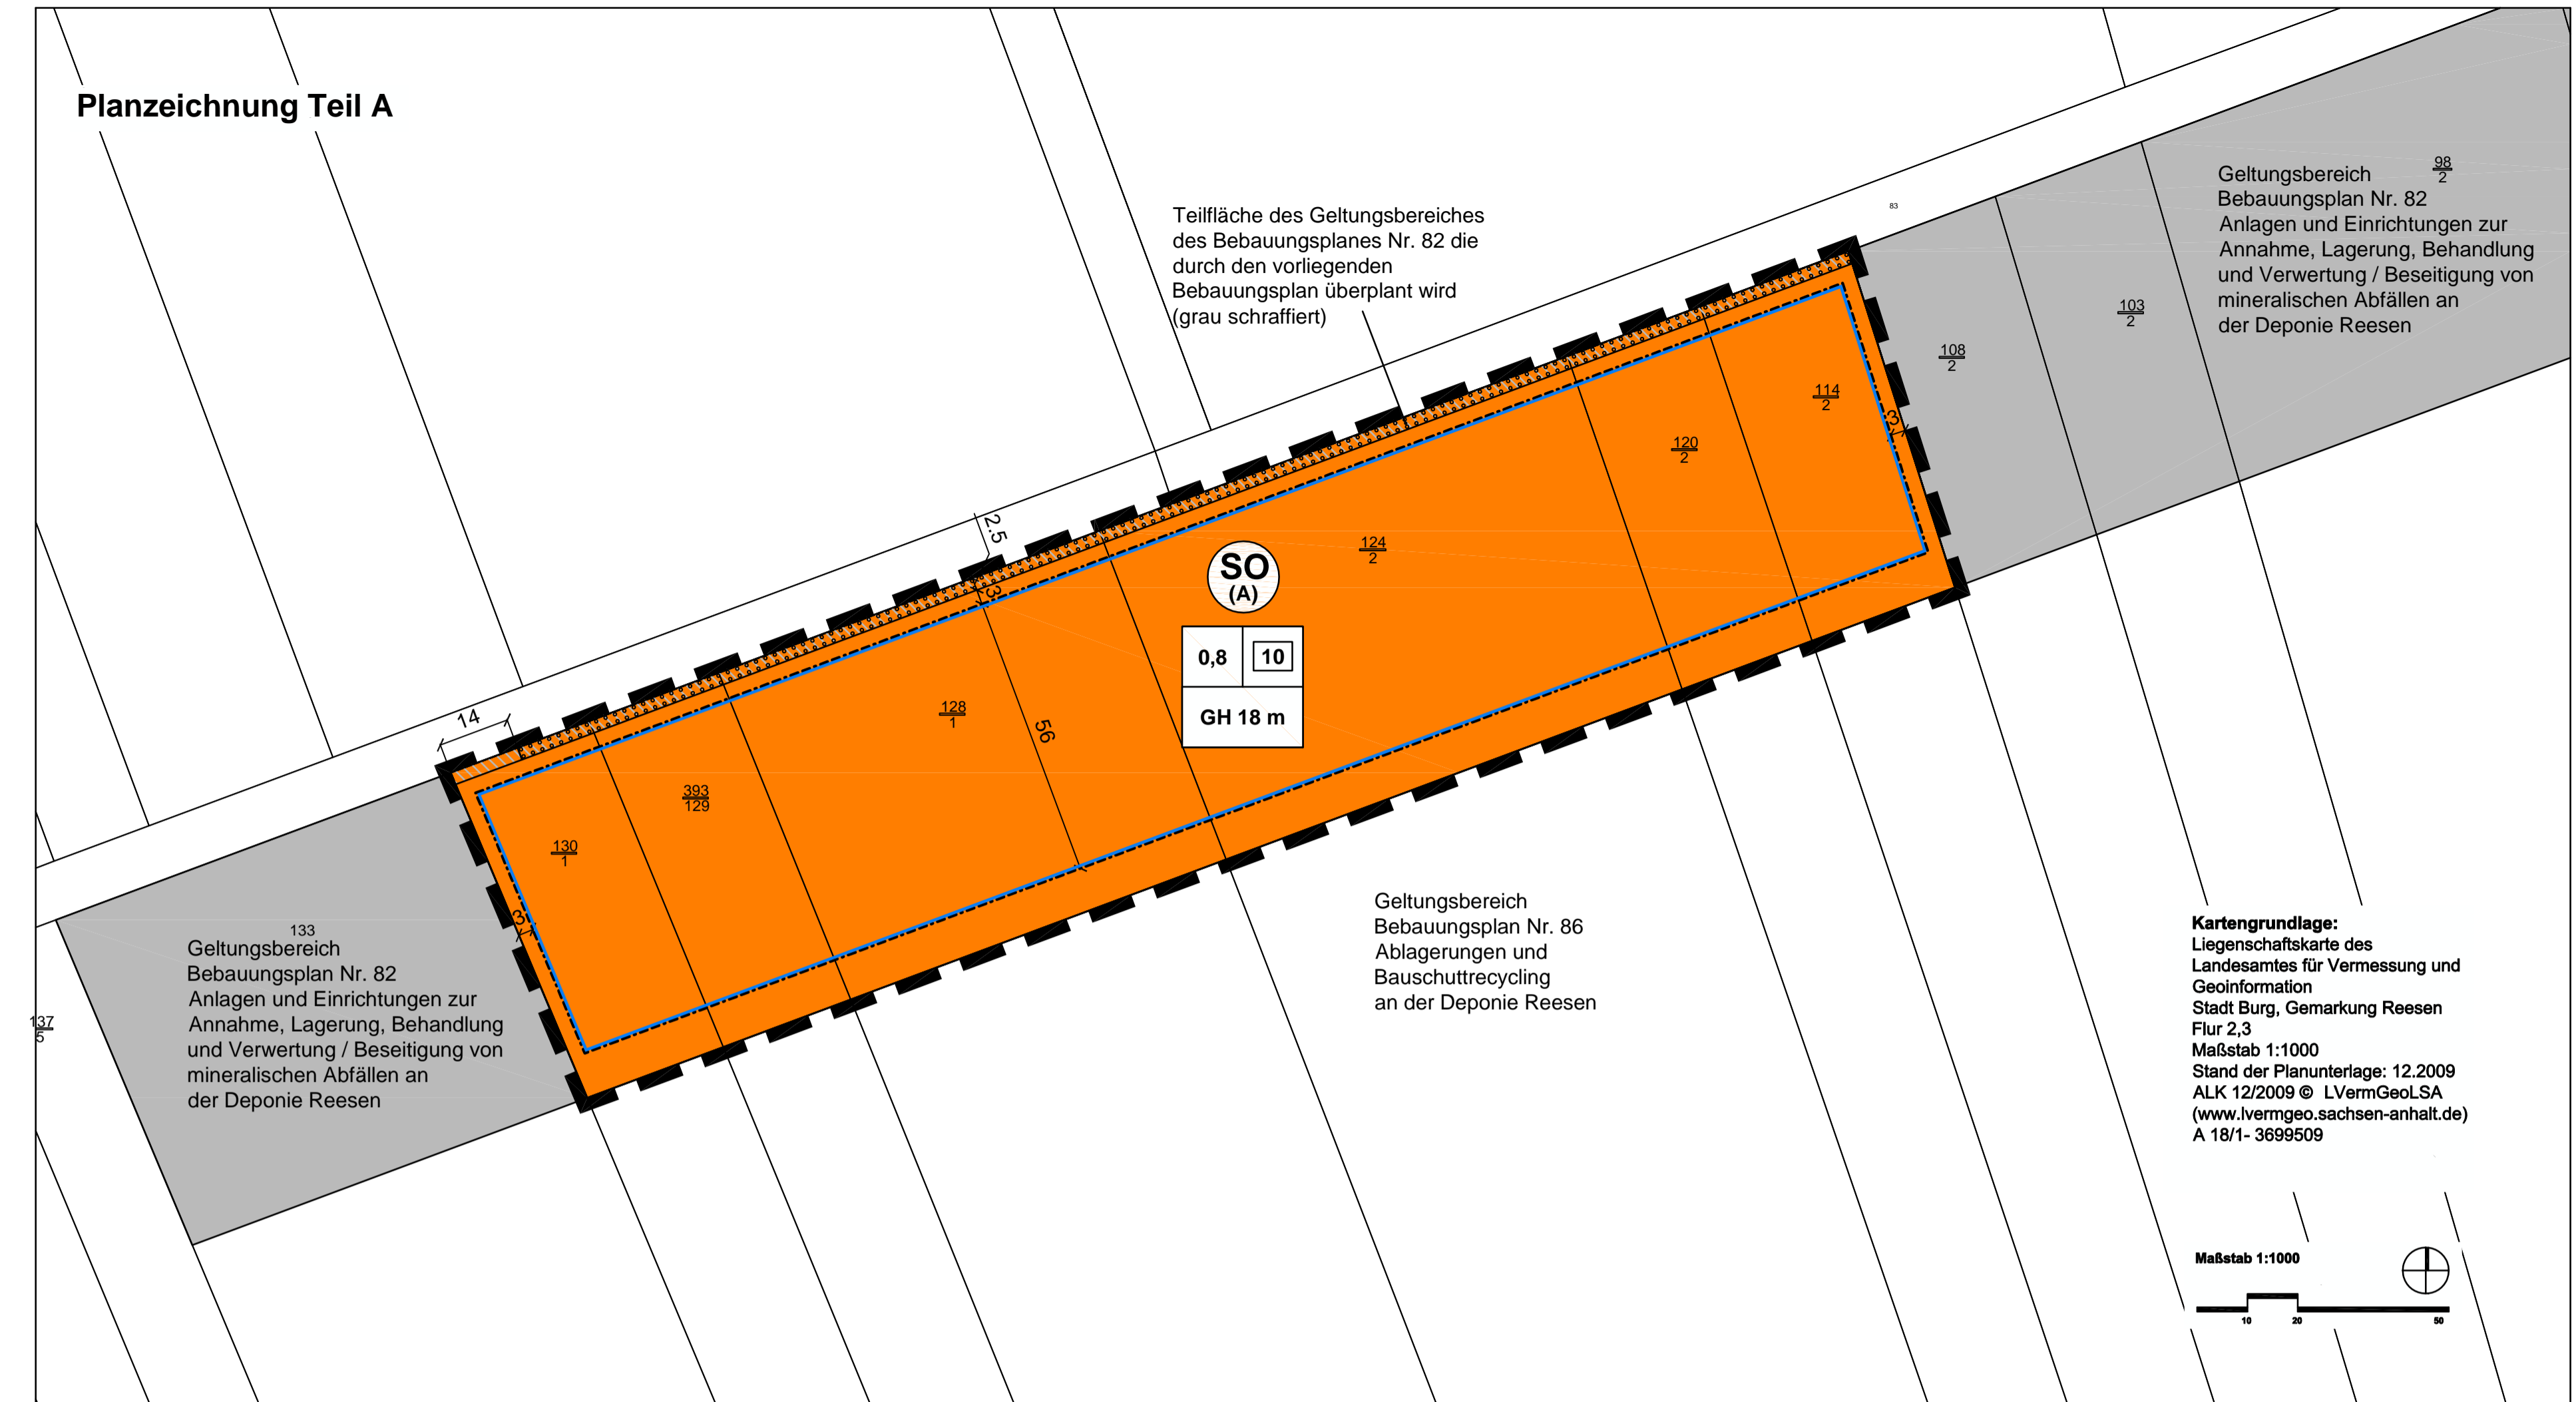 Planzeichnung Teil A
Teilfläche des Geltungsbereiches
des Bebauungsplanes Nr. 82 die
durch den vorliegenden
Bebauungsplan überplant wird
(grau schraffiert)
83
98
2
Geltungsbereich
Bebauungsplan Nr. 82
Anlagen und Einrichtungen zur
Annahme, Lagerung, Behandlung
und Verwertung / Beseitigung von
mineralischen Abfällen an
der Deponie Reesen
103
2
108
2
114
2
3
120
2
124
2
2.5
3
SO
(A)
0,8
10
GH 18 m
128
1
56
14
393
129
130
1
3
133
Geltungsbereich
Bebauungsplan Nr. 82
Anlagen und Einrichtungen zur
Annahme, Lagerung, Behandlung
und Verwertung / Beseitigung von
mineralischen Abfällen an
der Deponie Reesen
137
5
Geltungsbereich
Bebauungsplan Nr. 86
Ablagerungen und
Bauschuttrecycling
an der Deponie Reesen
Kartengrundlage:
Liegenschaftskarte des
Landesamtes für Vermessung und
Geoinformation
Stadt Burg, Gemarkung Reesen
Flur 2,3
Maßstab 1:1000
Stand der Planunterlage: 12.2009
ALK 12/2009 © LVermGeoLSA
(www.lvermgeo.sachsen-anhalt.de)
A 18/1- 3699509
Maßstab 1:1000
10 20 50